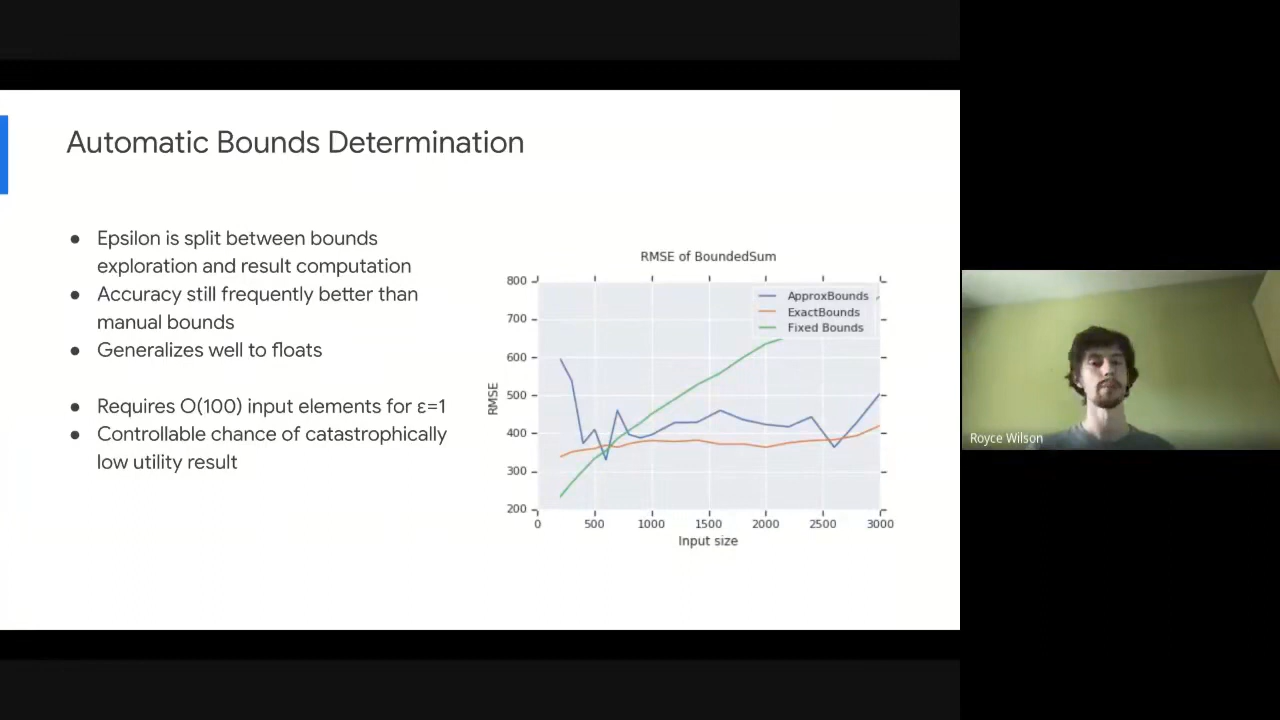 Automatic Bounds Determination
● Epsilon is split between bounds
exploration and result computation
● Accuracy still frequently better than
manual bounds
● Generalizes well to floats
● Requires O(100) input elements for ε=1
● Controllable chance of catastrophically
low utility result
RMSE of BoundedSum
800
700
600
500
400
300
200
RMSE
ApproxBounds
ExactBounds
Fixed Bounds
0 500 1000 1500 2000 2500 3000
Input size
Royce Wilson